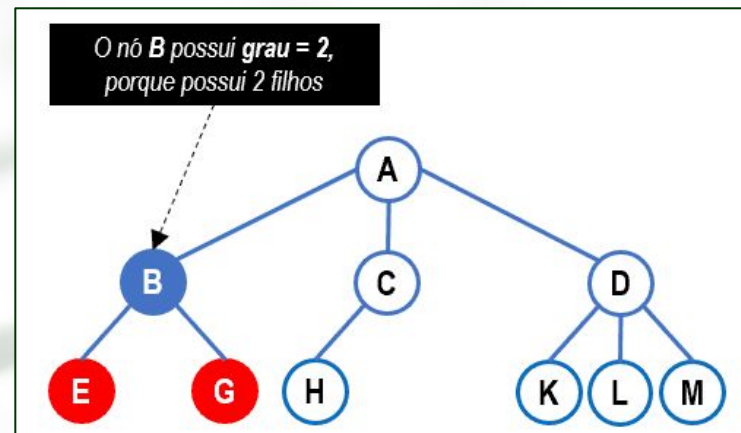 O nó B possui grau = 2,
porque possui 2 filhos
A
B
C
D
E
G
H
K
L
M